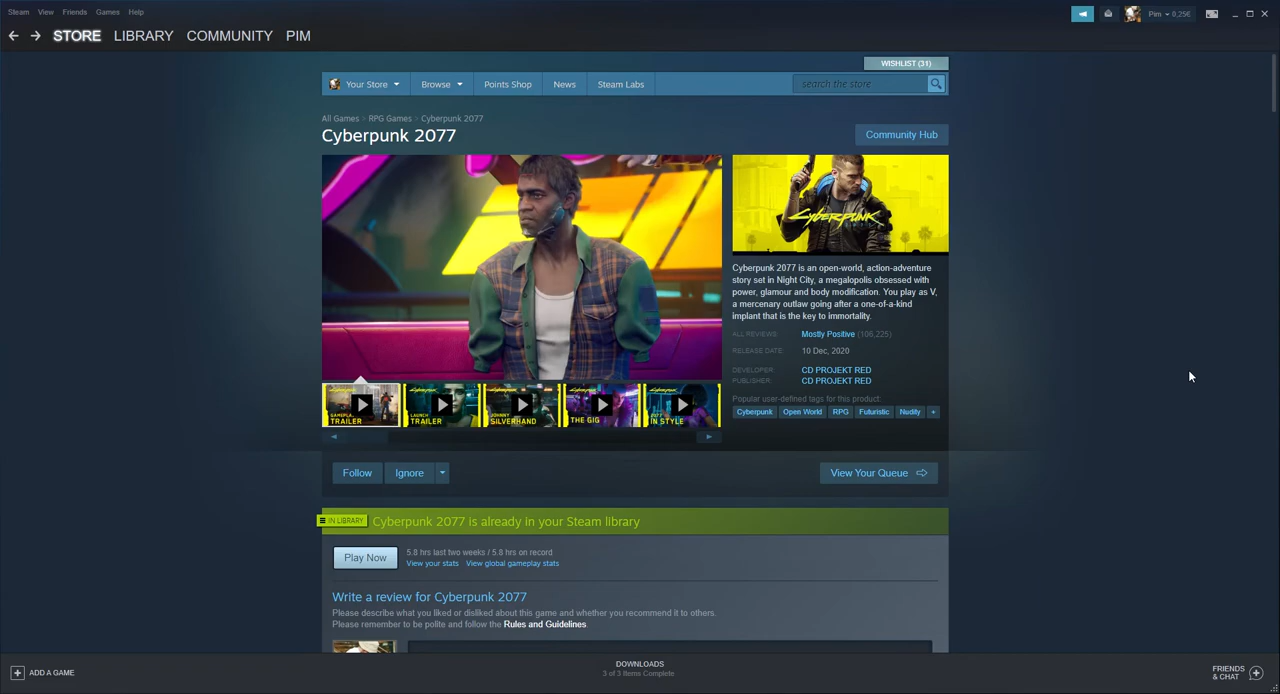 Steam View Friends Games Help
Pim 0,25€
STORE LIBRARY COMMUNITY PIM
WISHLIST (31)
Your Store Browse Points Shop News Steam Labs search the store
All Games > RPG Games > Cyberpunk 2077
Cyberpunk 2077
Community Hub
CYBERPUNK
Cyberpunk 2077 is an open-world, action-adventure
story set in Night City, a megalopolis obsessed with
power, glamour and body modification. You play as V,
a mercenary outlaw going after a one-of-a-kind
implant that is the key to immortality.
ALL REVIEWS: Mostly Positive (106,225)
RELEASE DATE: 10 Dec, 2020
DEVELOPER: CD PROJEKT RED
PUBLISHER: CD PROJEKT RED
Popular user-defined tags for this product:
Cyberpunk Open World RPG Futuristic Nudity +
TRAILER
TRAILER
JOHNNY
SILVERHAND
THE GIG
IN STYLE
Follow Ignore View Your Queue
IN LIBRARY Cyberpunk 2077 is already in your Steam library
Play Now
5.8 hrs last two weeks / 5.8 hrs on record
View your stats View global gameplay stats
Write a review for Cyberpunk 2077
Please describe what you liked or disliked about this game and whether you recommend it to others.
Please remember to be polite and follow the Rules and Guidelines.
ADD A GAME
DOWNLOADS
3 of 3 Items Complete
FRIENDS
& CHAT